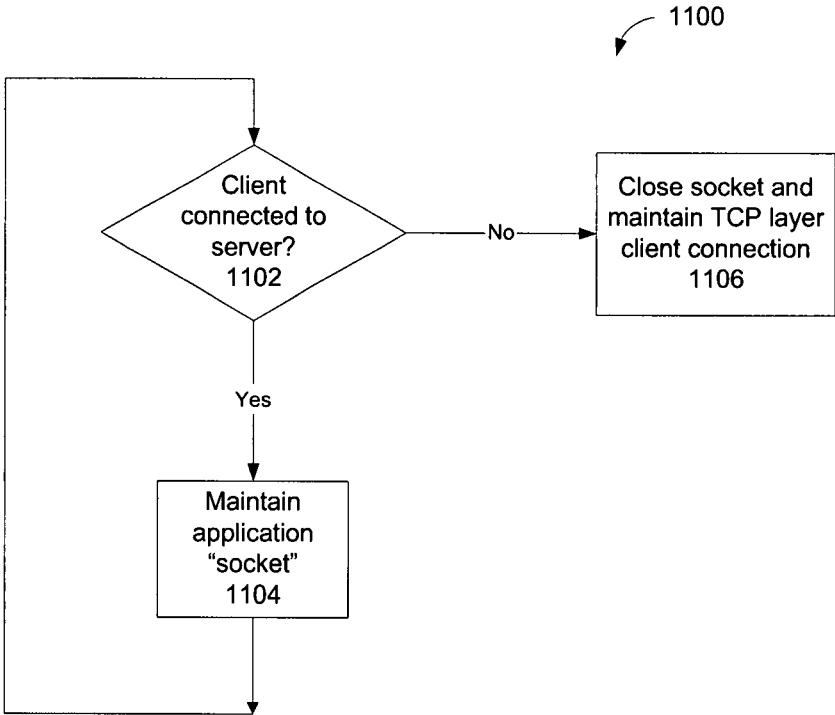 1100
Client
connected to
server?
1102
No
Close socket and
maintain TCP layer
client connection
1106
Yes
Maintain
application
“socket”
1104